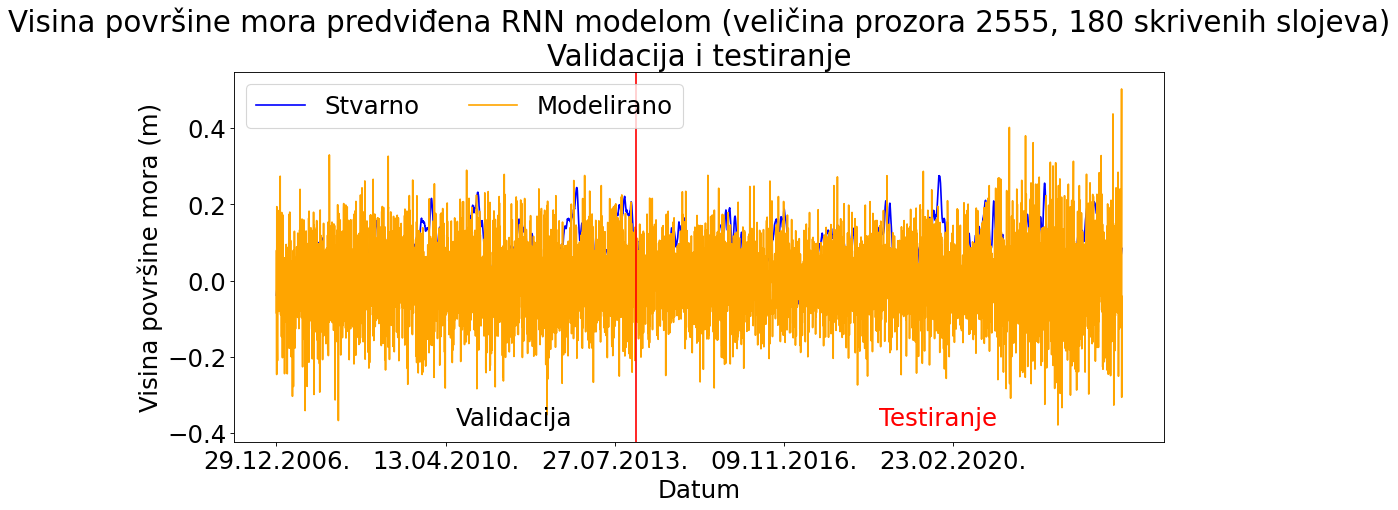 Visina površine mora predviđena RNN modelom (veličina prozora 2555, 180 skrivenih slojeva)
Validacija i testiranje
Stvarno Modelirano
Visina površine mora (m)
0.4
0.2
0.0
−0.2
−0.4
Validacija Testiranje
29.12.2006. 13.04.2010. 27.07.2013. 09.11.2016. 23.02.2020.
Datum